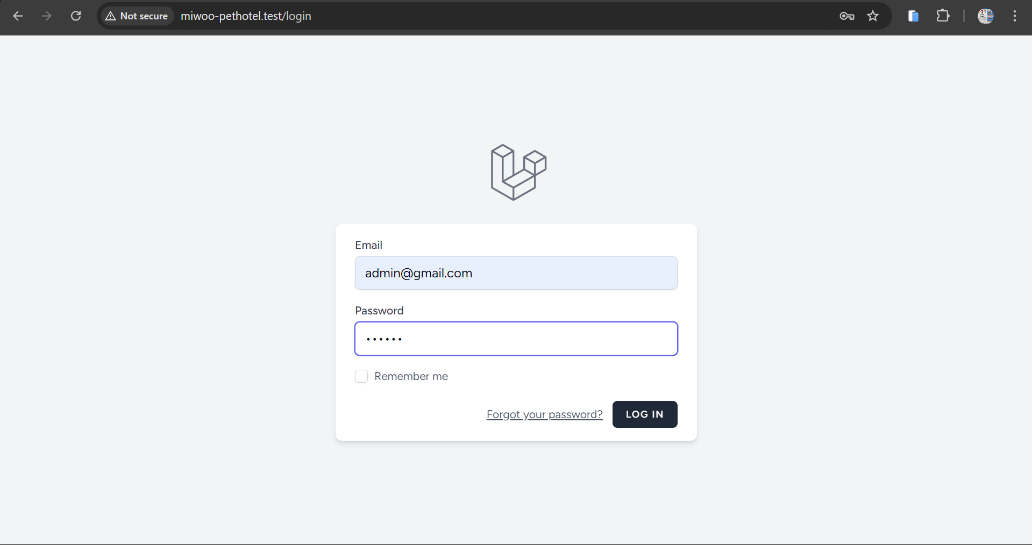 Not secure miwoo-pethotel.test/login
Email
admin@gmail.com
Password
Remember me
Forgot your password? LOG IN